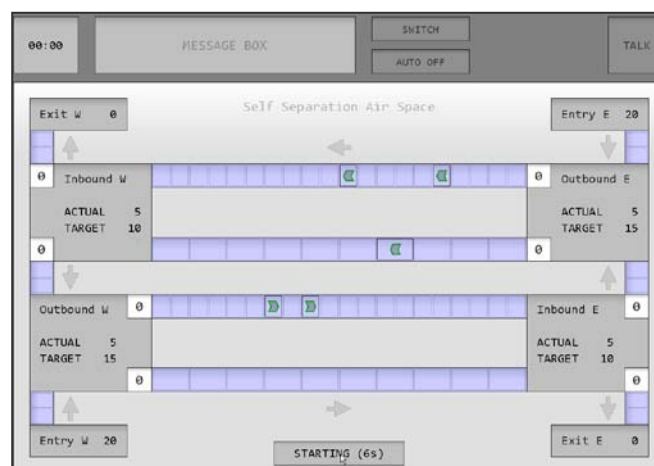 SWITCH
00:00
MESSAGE BOX
TALK
AUTO OFF
Self Separation Air Space
Exit W 0
Entry E 20
0 Inbound W
0 Outbound E
ACTUAL 5
TARGET 10
ACTUAL 5
TARGET 15
0
0
Outbound W 0
Inbound E 0
ACTUAL 5
TARGET 15
ACTUAL 5
TARGET 10
0
0
Entry W 20
Exit E 0
STARTING (6s)